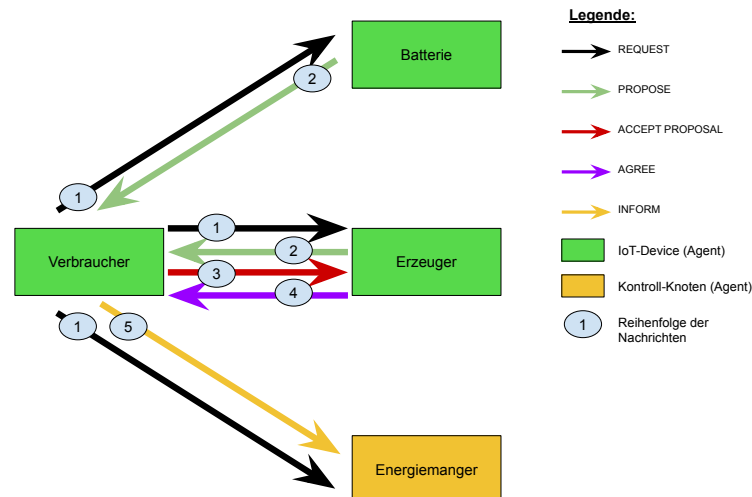 Legende:
Batterie
REQUEST
2
PROPOSE
ACCEPT PROPOSAL
1
AGREE
1
INFORM
Verbraucher
2
Erzeuger
IoT-Device (Agent)
3
4
Kontroll-Knoten (Agent)
1
5
1
Reihenfolge der
Nachrichten
Energiemanger